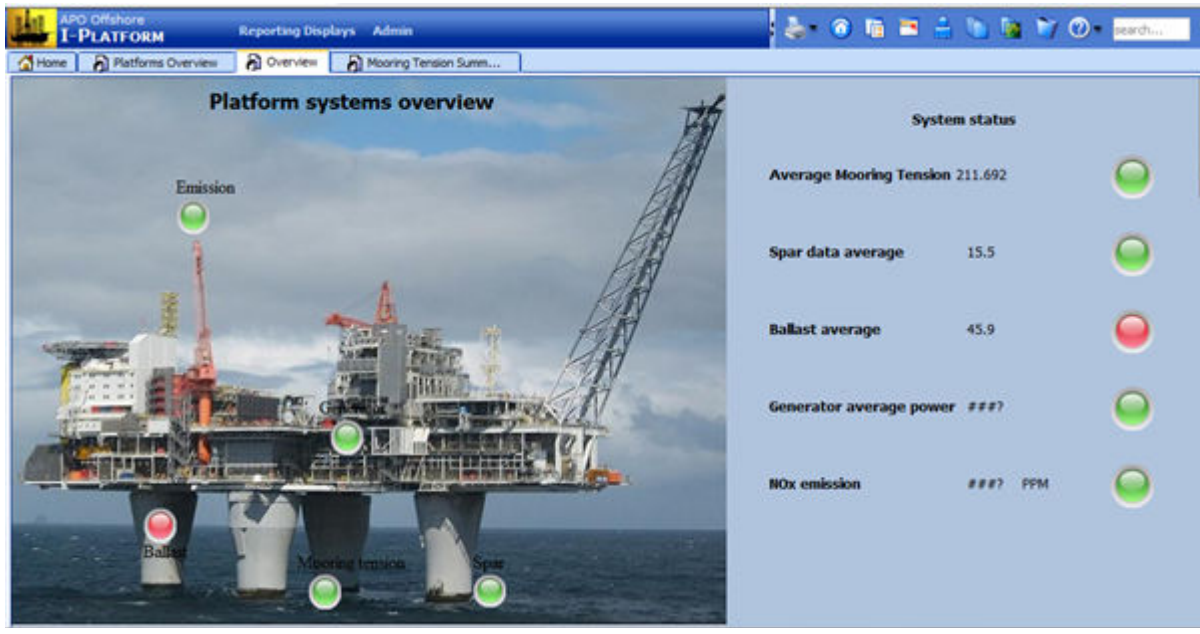 APO Offshore
I-PLATFORM
Reporting Displays Admin
search...
Home
Platforms Overview
Overview
Mooring Tension Summ...
Platform systems overview
Emission
Ballast
Mooring tension
Spar
System status
Average Mooring Tension 211.692
Spar data average 15.5
Ballast average 45.9
Generator average power ###?
NOx emission ###? PPM